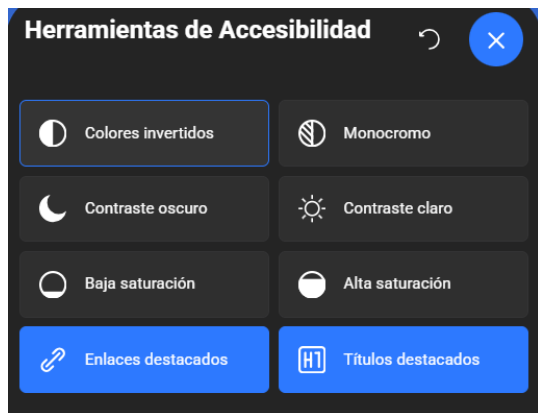 Herramientas de Accesibilidad
Colores invertidos
Monocromo
Contraste oscuro
Contraste claro
Baja saturación
Alta saturación
Enlaces destacados
H1 Títulos destacados